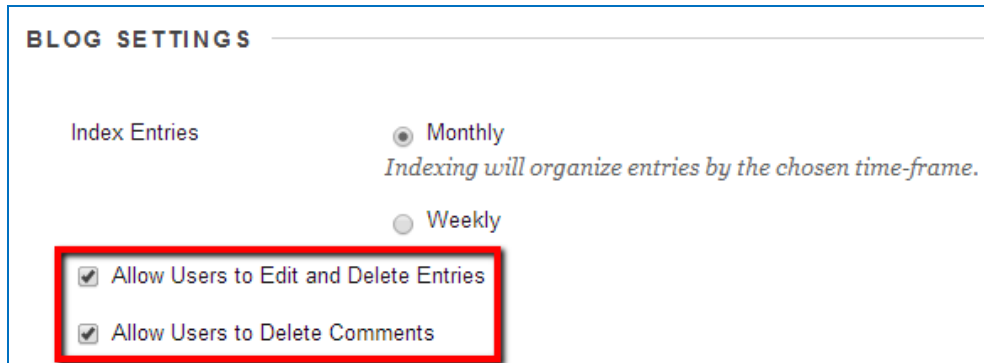 BLOG SETTINGS
Index Entries
Monthly
Indexing will organize entries by the chosen time-frame.
Weekly
Allow Users to Edit and Delete Entries
Allow Users to Delete Comments